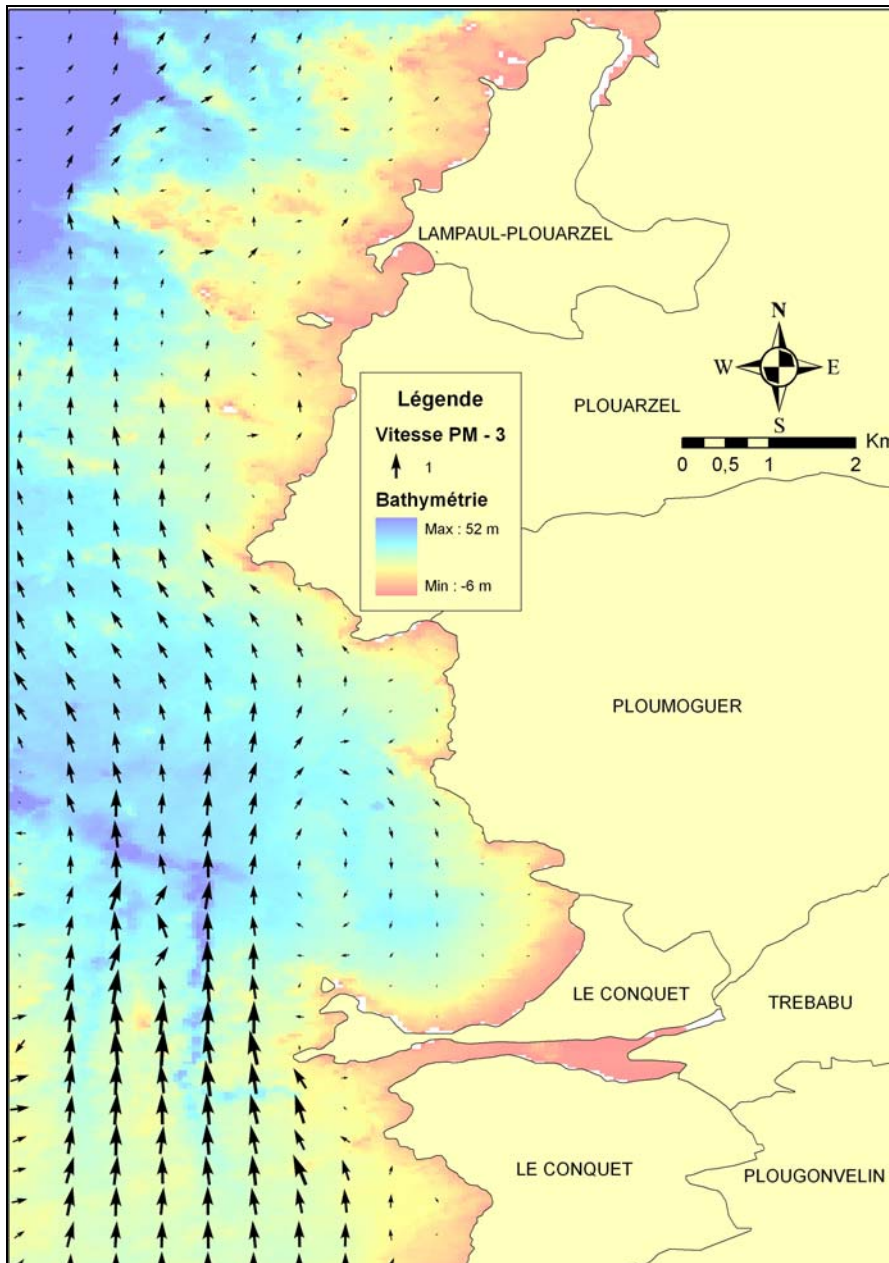 LAMPAUL-PLOUARZEL
N
W E
S
PLOUARZEL
Km
0 0,5 1 2
Légende
Vitesse PM - 3
1
Bathymétrie
Max : 52 m
Min : -6 m
PLOUMOGUER
LE CONQUET
TREBABU
LE CONQUET
PLOUGONVELIN